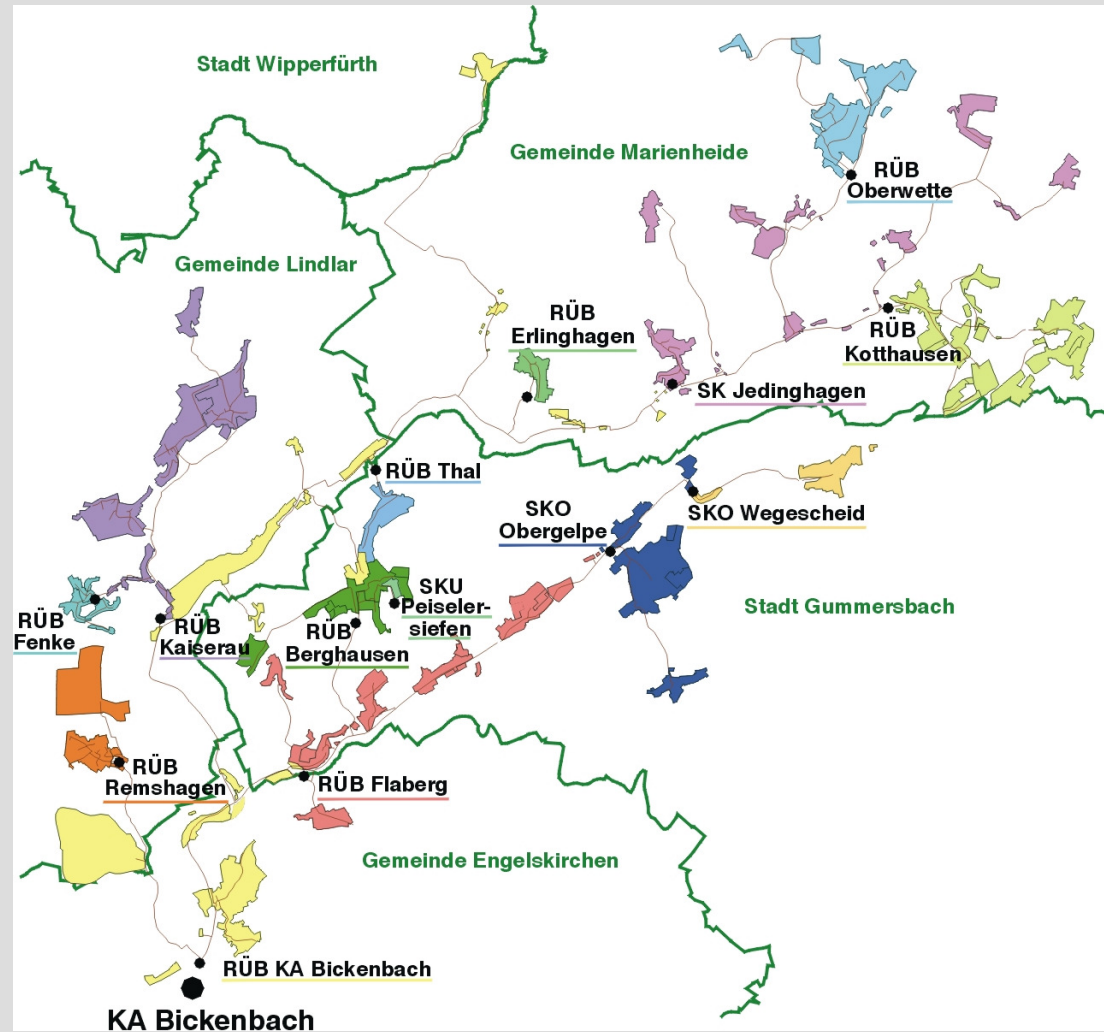 Stadt Wipperfürth
Gemeinde Marienheide
RÜB
Oberwette
Gemeinde Lindlar
RÜB
Erlinghagen
RÜB
Kotthausen
SK Jedinghagen
RÜB Thal
SKO
Obergelpe
SKO Wegescheid
SKU
Peiseler-
siefen
Stadt Gummersbach
RÜB
Fenke
RÜB
Kaiserau
RÜB
Berghausen
RÜB
Remshagen
RÜB Flaberg
Gemeinde Engelskirchen
RÜB KA Bickenbach
KA Bickenbach